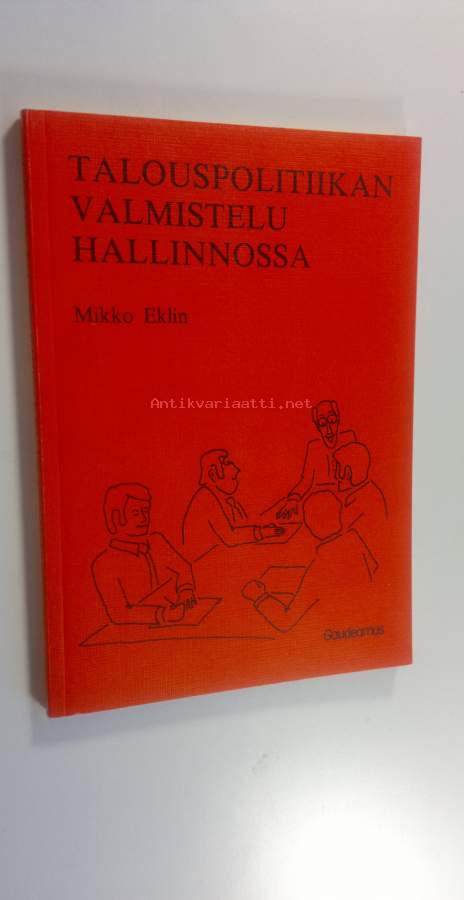 TALOUSPOLITIIKAN
VALMISTELU
HALLINNOSSA
Mikko Eklin
Antikvariaatti.net
Gaudeamus